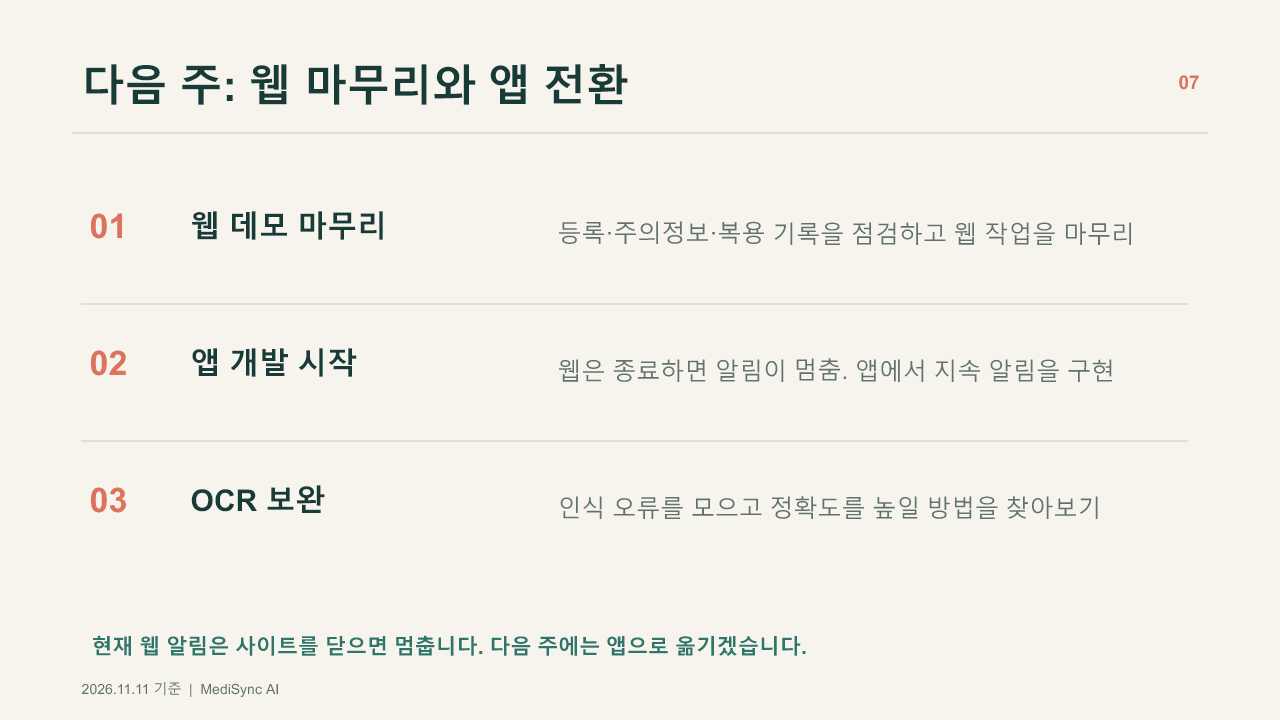 다음 주: 웹 마무리와 앱 전환
07
01
웹 데모 마무리
등록·주의정보·복용 기록을 점검하고 웹 작업을 마무리
02
앱 개발 시작
웹은 종료하면 알림이 멈춤. 앱에서 지속 알림을 구현
03
OCR 보완
인식 오류를 모으고 정확도를 높일 방법을 찾아보기
현재 웹 알림은 사이트를 닫으면 멈춥니다. 다음 주에는 앱으로 옮기겠습니다.
2026.11.11 기준 | MediSync AI